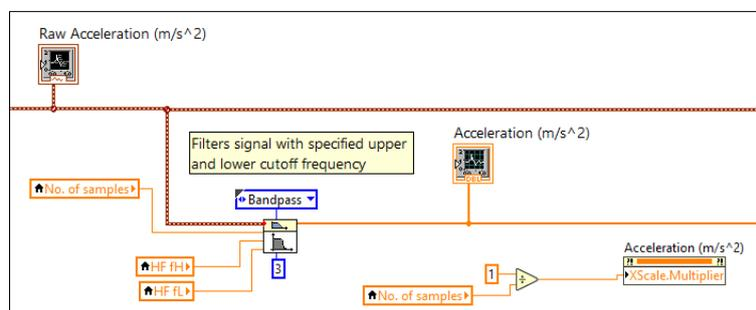 Raw Acceleration (m/s^2)
Filters signal with specified upper
and lower cutoff frequency
Acceleration (m/s^2)
DBL
No. of samples
Bandpass
HF fH
HF fL
3
Acceleration (m/s^2)
1
XScale.Multiplier
No. of samples